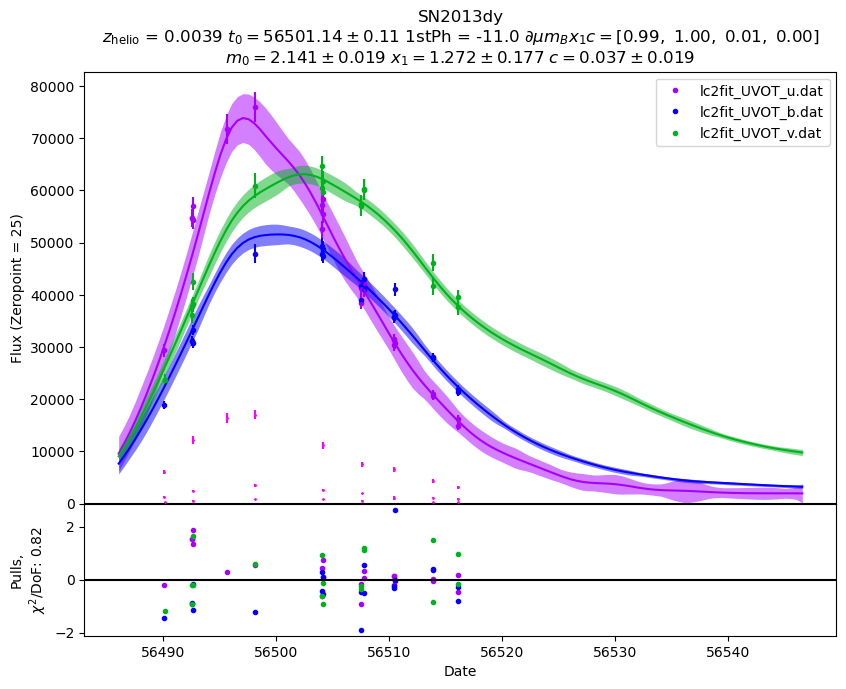 SN2013dy
z_helio = 0.0039 t_0 = 56501.14 ± 0.11 1stPh = -11.0 ∂μm_Bx_1c = [0.99, 1.00, 0.01, 0.00]
m_0 = 2.141 ± 0.019 x_1 = 1.272 ± 0.177 c = 0.037 ± 0.019
lc2fit_UVOT_u.dat
lc2fit_UVOT_b.dat
lc2fit_UVOT_v.dat
Flux (Zeropoint = 25)
80000
70000
60000
50000
40000
30000
20000
10000
0
Pulls,
χ²/DoF: 0.82
2
0
−2
56490 56500 56510 56520 56530 56540
Date